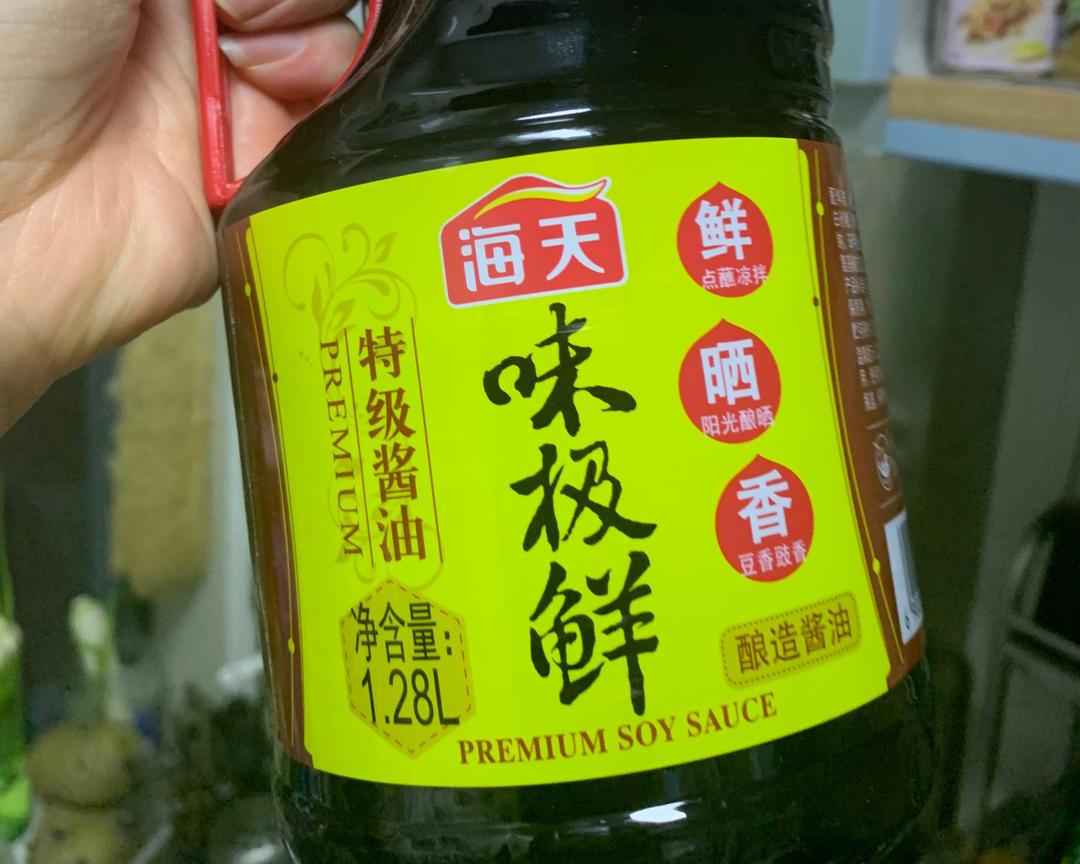 海天
味极鲜
特级酱油
PREMIUM
净含量:
1.28L
鲜
点蘸凉拌
晒
阳光酿晒
香
豆香豉香
酿造酱油
PREMIUM SOY SAUCE